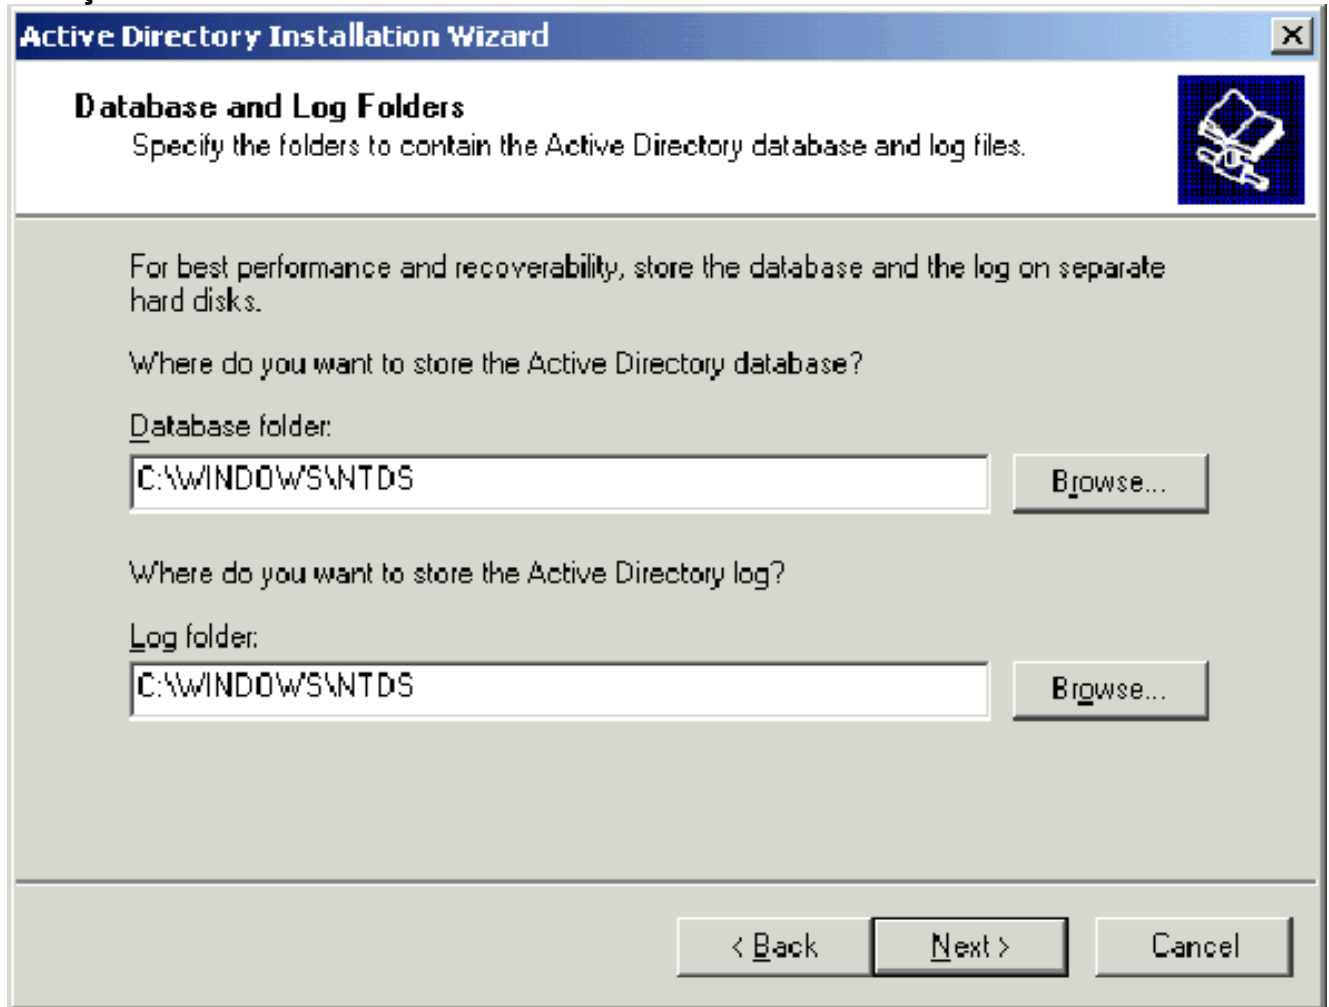 Active Directory Installation Wizard
Database and Log Folders
Specify the folders to contain the Active Directory database and log files.
For best performance and recoverability, store the database and the log on separate
hard disks.
Where do you want to store the Active Directory database?
Database folder:
C:\WINDOWS\NTDS
Browse...
Where do you want to store the Active Directory log?
Log folder:
C:\WINDOWS\NTDS
Browse...
< Back
Next >
Cancel